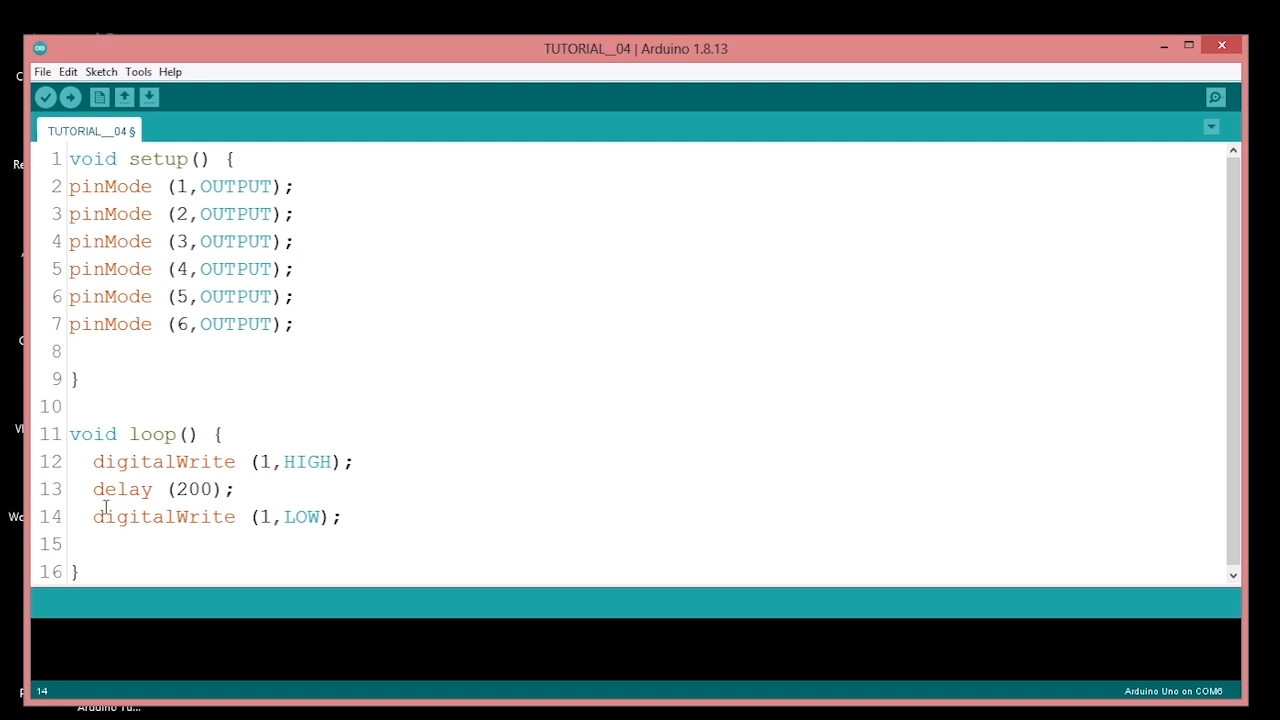 TUTORIAL__04 | Arduino 1.8.13
File Edit Sketch Tools Help
TUTORIAL__04 §
1 void setup() {
2 pinMode (1,OUTPUT);
3 pinMode (2,OUTPUT);
4 pinMode (3,OUTPUT);
5 pinMode (4,OUTPUT);
6 pinMode (5,OUTPUT);
7 pinMode (6,OUTPUT);
8
9 }
10
11 void loop() {
12 digitalWrite (1,HIGH);
13 delay (200);
14 digitalWrite (1,LOW);
15
16 }
14
Arduino Uno on COM6